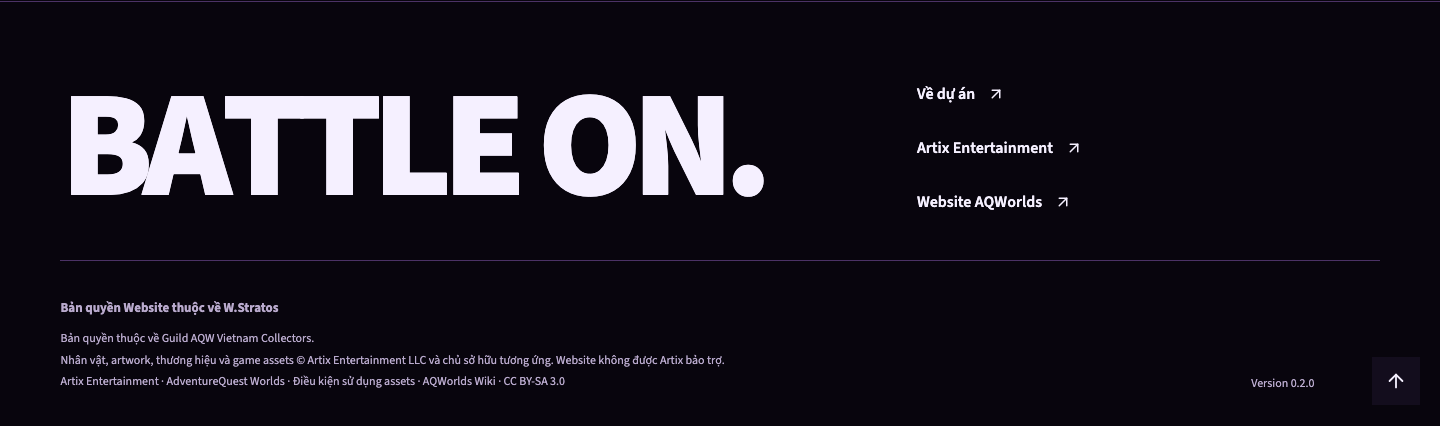 BATTLE ON.
Về dự án
Artix Entertainment
Website AQWorlds
Bản quyền Website thuộc về W.Stratos
Bản quyền thuộc về Guild AQW Vietnam Collectors.
Nhân vật, artwork, thương hiệu và game assets © Artix Entertainment LLC và chủ sở hữu tương ứng. Website không được Artix bảo trợ.
Artix Entertainment · AdventureQuest Worlds · Điều kiện sử dụng assets · AQWorlds Wiki · CC BY-SA 3.0
Version 0.2.0